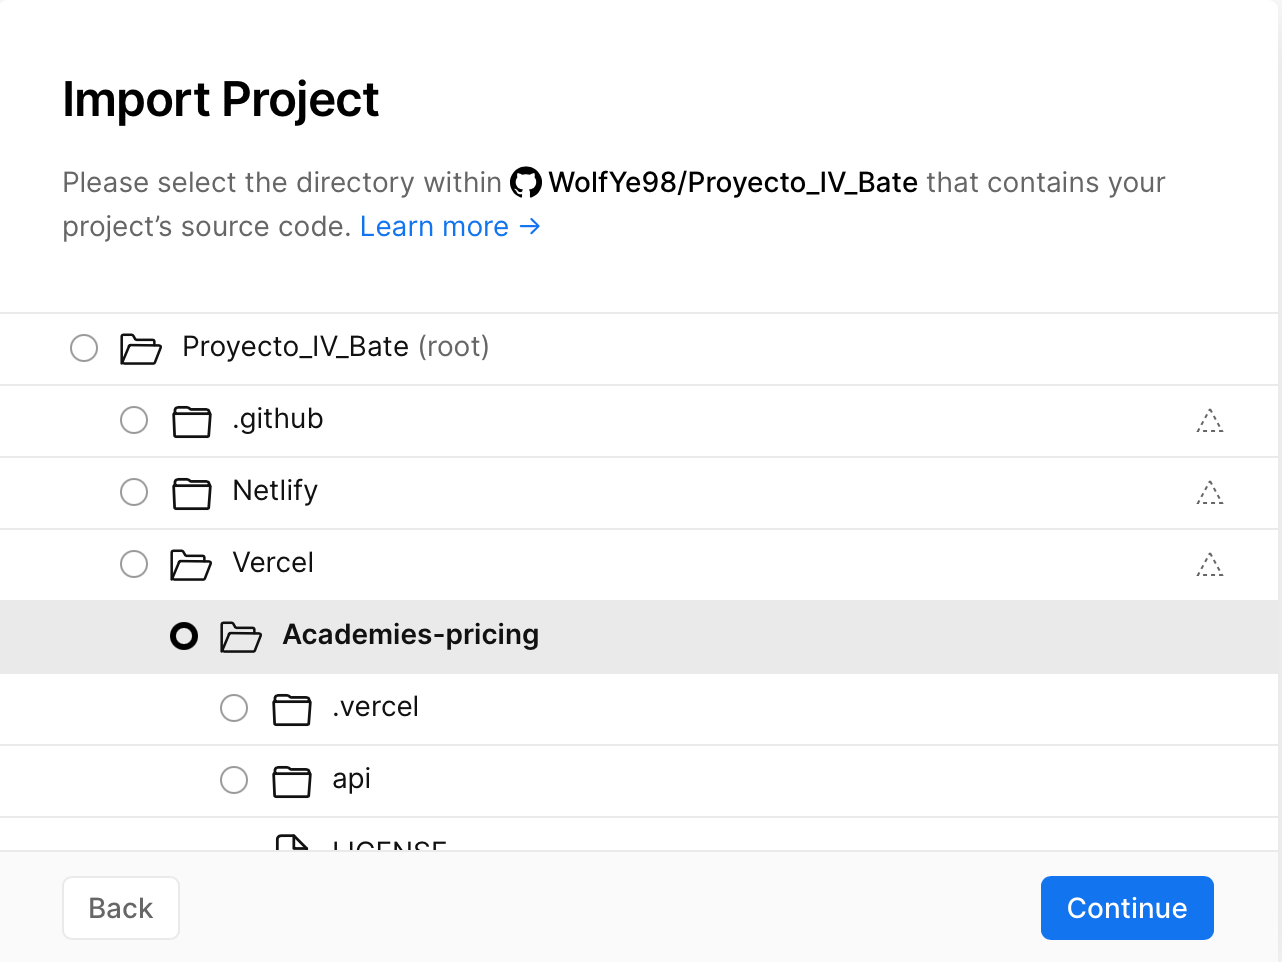 Import Project
Please select the directory within WolfYe98/Proyecto_IV_Bate that contains your
project’s source code. Learn more →
Proyecto_IV_Bate (root)
.github
Netlify
Vercel
Academies-pricing
.vercel
api
LICENSE
Back
Continue